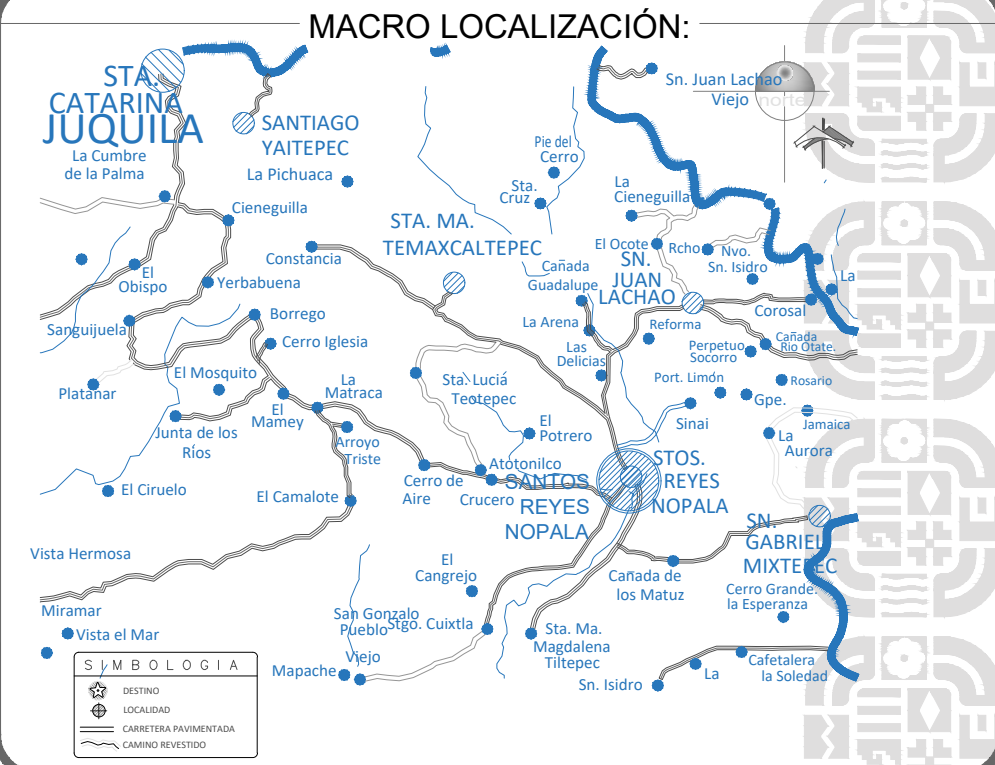 MACRO LOCALIZACIÓN:
STA.
CATARINA
JUQUILA
SANTIAGO
YAITEPEC
La Cumbre
de la Palma
La Pichuaca
Cieneguilla
Constancia
El
Obispo
Yerbabuena
Sanguijuela
Borrego
Cerro Iglesia
Platanar
El Mosquito
La
Matraca
El
Mamey
Junta de los
Ríos
Arroyo
Triste
El Ciruelo
El Camalote
Cerro de
Aire
Vista Hermosa
Miramar
Vista el Mar
STA. MA.
TEMAXCALTEPEC
Pie del
Cerro
Sta.
Cruz
Sn. Juan Lachao
Viejo
norte
La
Cieneguilla
El Ocote
Rcho
Nvo.
Sn. Isidro
SN.
JUAN
LACHAO
Cañada
Guadalupe
La Arena
Las
Delicias
Reforma
Corosal
La
Perpetuo
Socorro
Cañada
Rio Otate.
Port. Limón
Rosario
Gpe.
Sinai
Jamaica
La
Aurora
Sta. Luciá
Teotepec
El
Potrero
Atotonilco
Crucero
SANTOS
REYES
NOPALA
STOS.
REYES
NOPALA
SN.
GABRIEL
MIXTEPEC
Cañada de
los Matuz
Cerro Grande.
la Esperanza
El
Cangrejo
San Gonzalo
Pueblo
Viejo
Stgo. Cuixtla
Mapache
Sta. Ma.
Magdalena
Tiltepec
Sn. Isidro
La
Cafetalera
la Soledad
SIMBOLOGIA
DESTINO
LOCALIDAD
CARRETERA PAVIMENTADA
CAMINO REVESTIDO